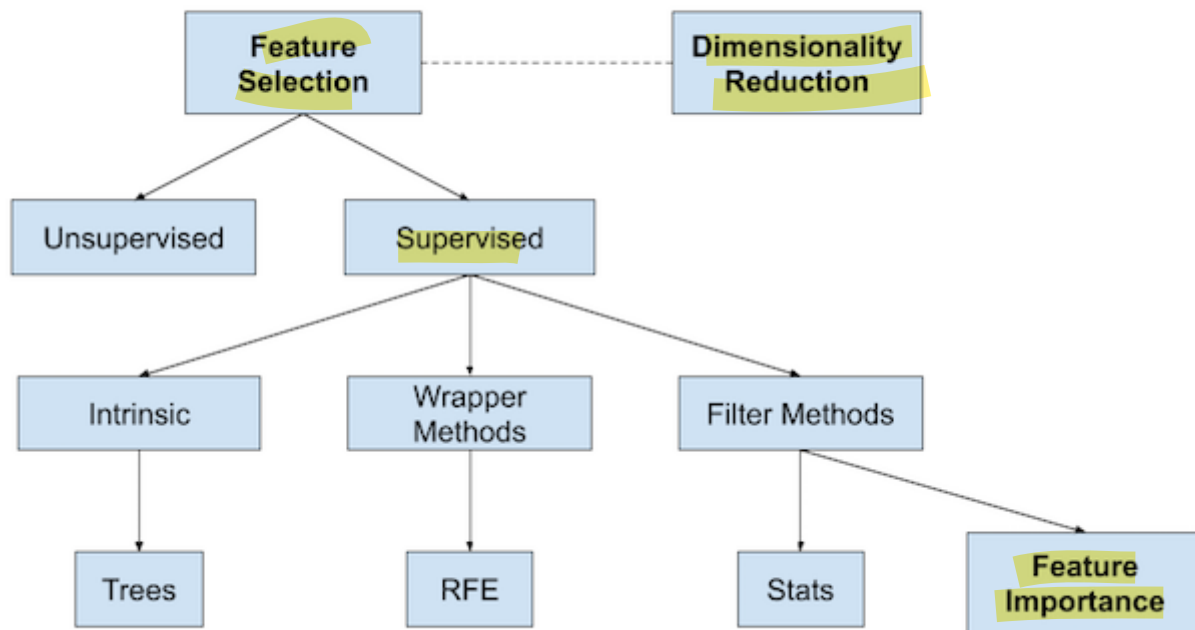 Feature
Selection
Dimensionality
Reduction
Unsupervised
Supervised
Intrinsic
Wrapper
Methods
Filter Methods
Trees
RFE
Stats
Feature
Importance